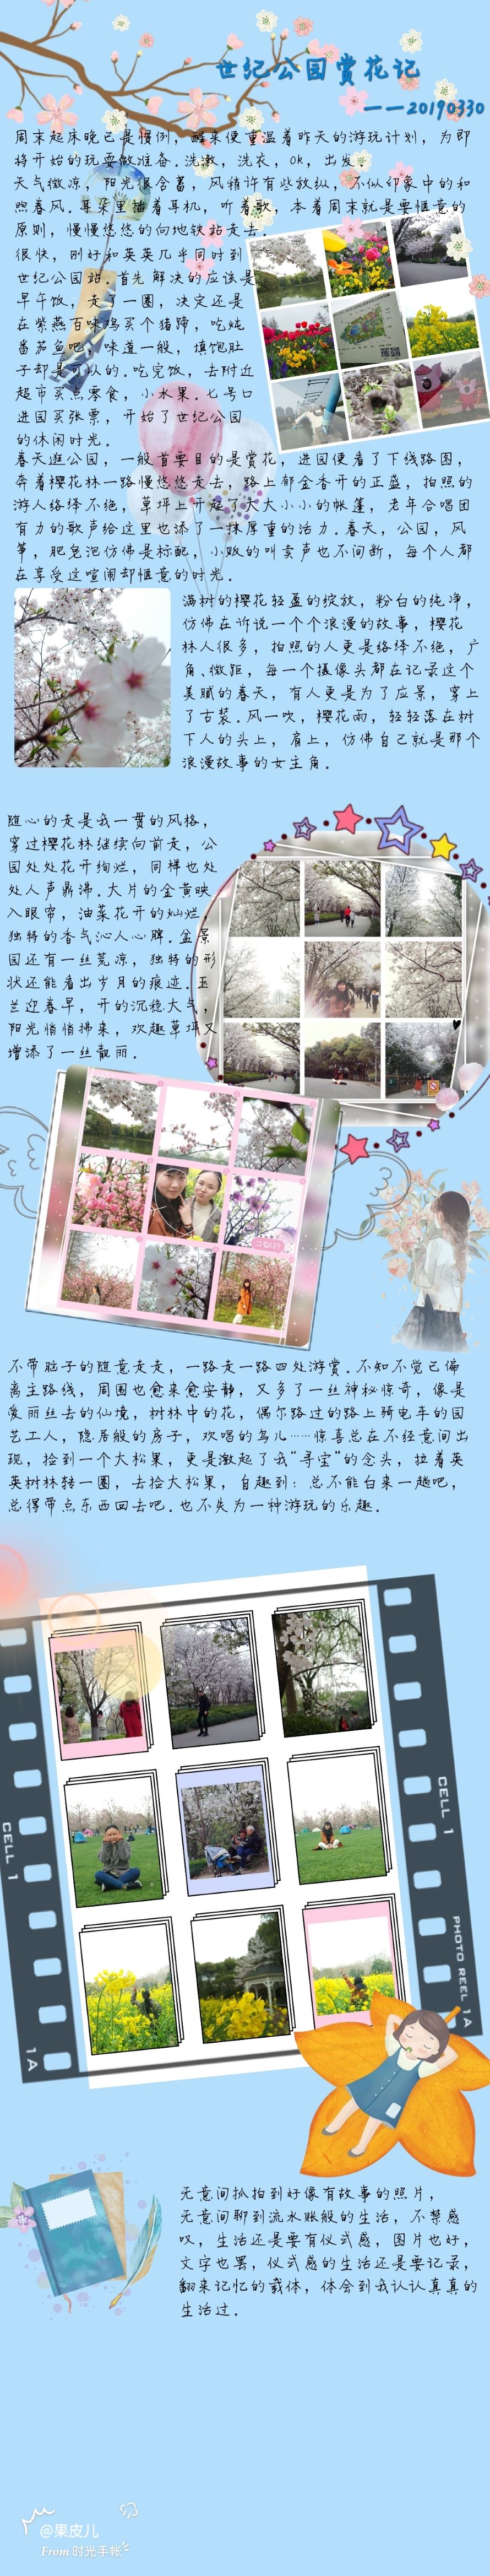 世纪公园赏花记
——20190330
周末起床晚已是惯例，醒来便重温着昨天的游玩计划，为即
将开始的玩耍做准备.洗漱，洗衣，ok，出发.
天气微凉，阳光很含蓄，风稍许有些放纵，不似印象中的和
煦春风.耳朵里插着耳机，听着歌，本着周末就是要惬意的
原则，慢慢悠悠的向地铁站走去.
很快，刚好和英英几乎同时到
世纪公园站.首先解决的应该是
早午饭，走了一圈，决定还是
在紫燕百味鸡买个猪蹄，吃炖
番茄鱼吧，味道一般，填饱肚
子却是可人的.吃完饭，去附近
超市买点零食，小水果.七号口
进园买张票，开始了世纪公园
的休闲时光.
春天逛公园，一般首要目的是赏花，进园便看了下线路图，
奔着樱花林一路慢悠悠走去，路上郁金香开的正盛，拍照的
游人络绎不绝，草坪上升起了大大小小的帐篷，老年合唱团
有力的歌声给这里也添了一抹厚重的活力.春天，公园，风
筝，肥皂泡仿佛是标配，小贩的叫卖声也不间断，每个人都
在享受这喧闹却惬意的时光.
满树的樱花轻盈的绽放，粉白的纯净，
仿佛在诉说一个个浪漫的故事，樱花
林人很多，拍照的人更是络绎不绝，广
角、微距，每一个摄像头都在记录这个
美腻的春天，有人更是为了应景，穿上
了古装.风一吹，樱花雨，轻轻落在树
下人的头上，肩上，仿佛自己就是那个
浪漫故事的女主角.
随心的走是我一贯的风格，
穿过樱花林继续向前走，公
园处处花开绚烂，同样也处
处人声鼎沸.大片的金黄映
入眼帘，油菜花开的灿烂，
独特的香气沁人心脾.盆景
园还有一丝荒凉，独特的形
状还能看出岁月的痕迹.玉
兰迎春早，开的沉稳大气，
阳光悄悄拂来，欢趣草坪又
增添了一丝靓丽.
不带脑子的随意走走，一路走一路四处游赏.不知不觉已偏
离主路线，周围也愈来愈安静，又多了一丝神秘惊奇，像是
爱丽丝去的仙境，树林中的花，偶尔路过的路上骑电车的园
艺工人，隐居般的房子，欢唱的鸟儿……惊喜总在不经意间出
现，捡到一个大松果，更是激起了我“寻宝”的念头，拉着英
英树林转一圈，去捡大松果，自趣到：总不能白来一趟吧，
总得带点东西回去吧.也不失为一种游玩的乐趣.
CELL 1
CELL 1
PHOTO REEL 1A
1A
无意间抓拍到好像有故事的照片，
无意间聊到流水账般的生活，不禁感
叹，生活还是要有仪式感，图片也好，
文字也罢，仪式感的生活还是要记录，
翻来记忆的载体，体会到我认认真真的
生活过.
@果皮儿
From 时光手帐